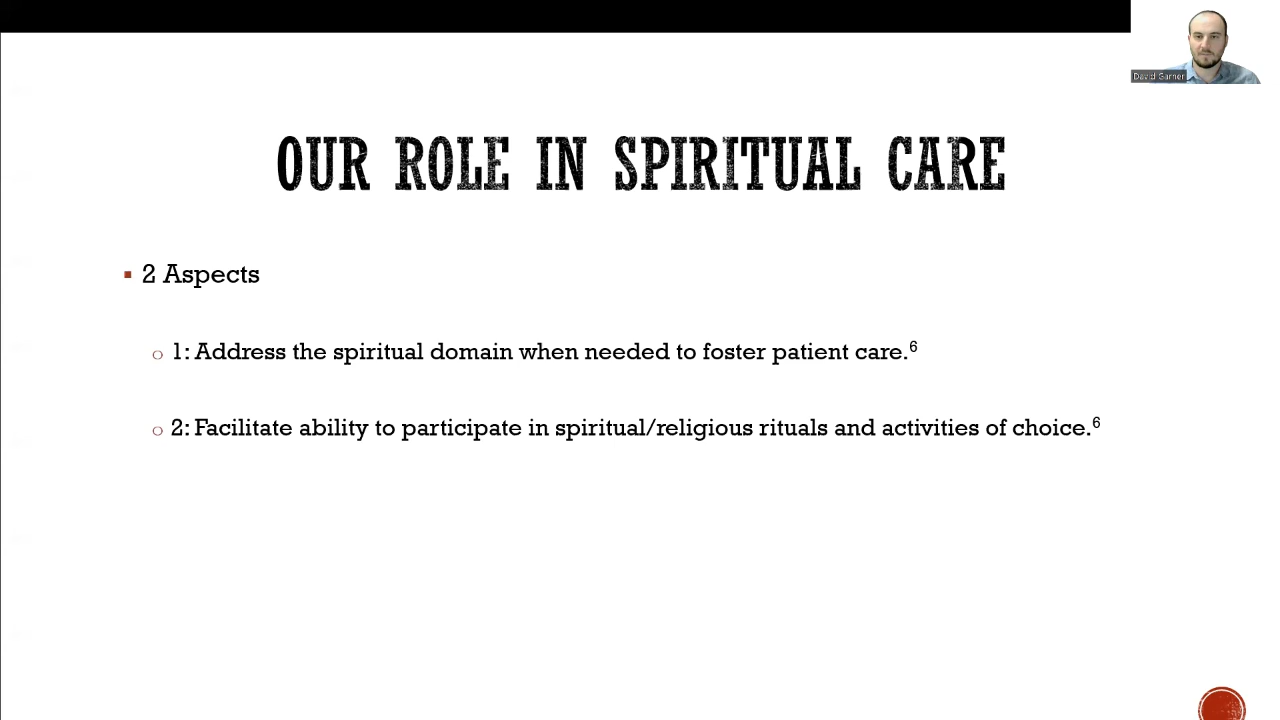 David Garner
OUR ROLE IN SPIRITUAL CARE
▪ 2 Aspects
o 1: Address the spiritual domain when needed to foster patient care.⁶
o 2: Facilitate ability to participate in spiritual/religious rituals and activities of choice.⁶